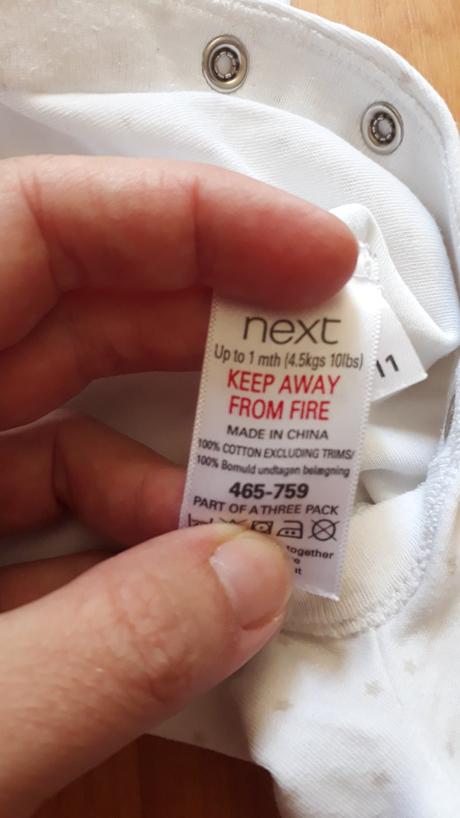 next
Up to 1 mth (4.5kgs 10lbs)
KEEP AWAY
FROM FIRE
MADE IN CHINA
100% COTTON EXCLUDING TRIMS/
100% Bomuld undtagen belægning
465-759
PART OF A THREE PACK
together
11